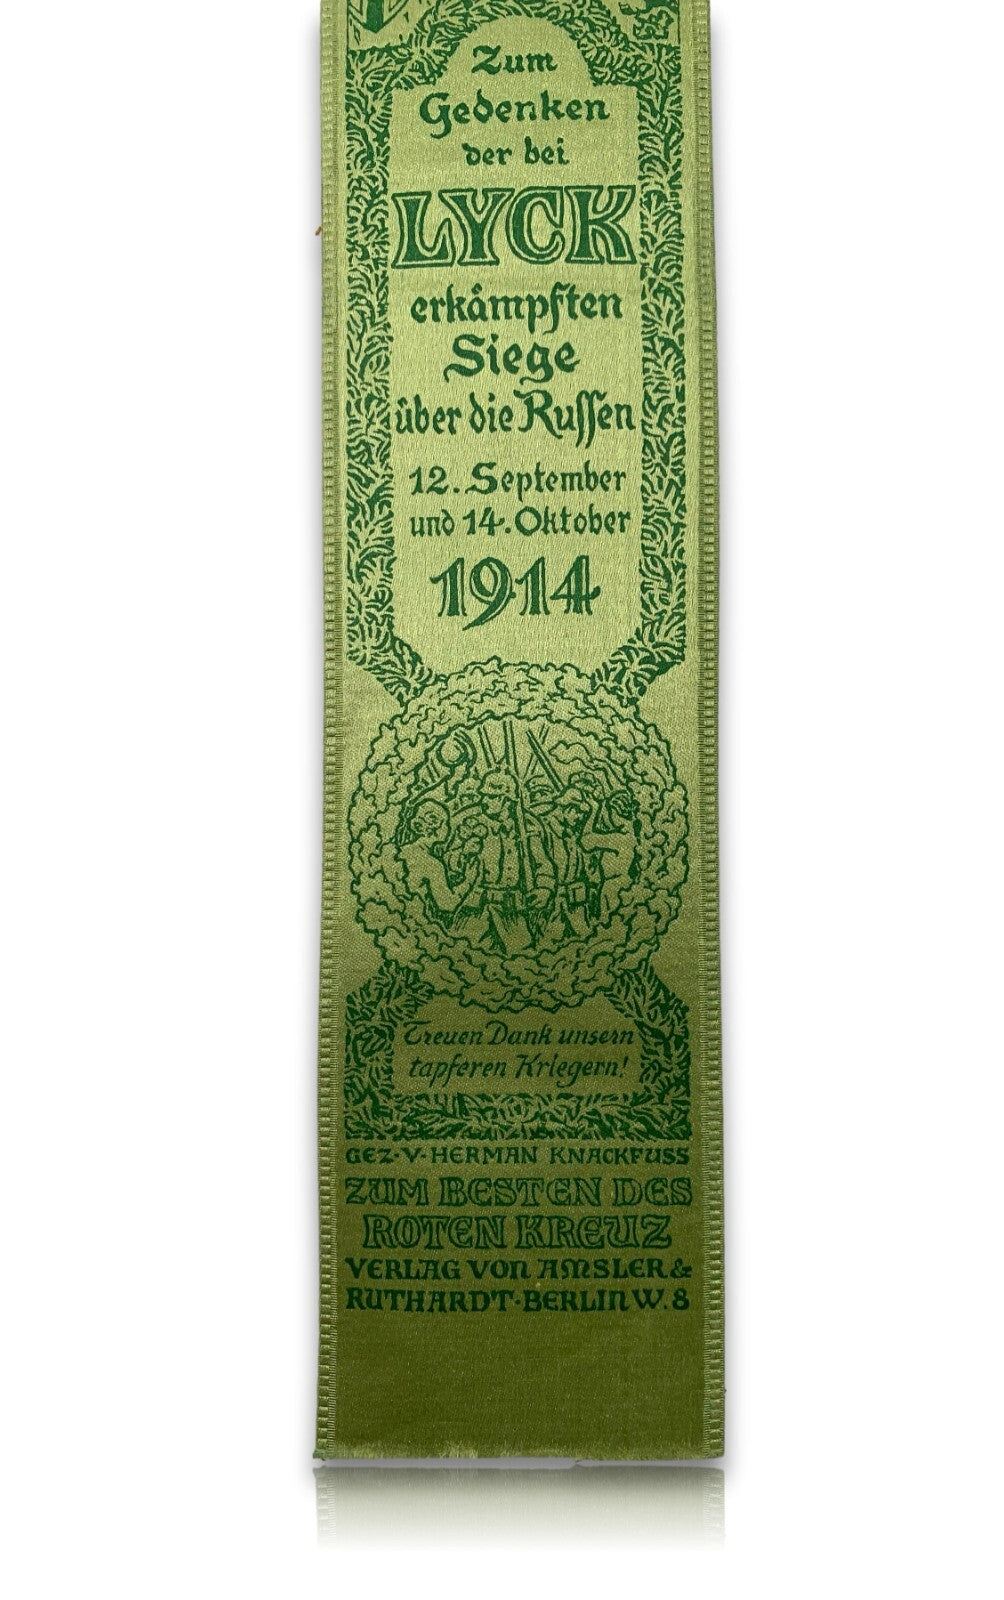 Zum
Gedenken
der bei
LYCK
erkämpften
Siege
über die Russen
12. September
und 14. Oktober
1914
Treuen Dank unsern
tapferen Kriegern!
GEZ·V·HERMAN KNACKFUSS
ZUM BESTEN DES
ROTEN KREUZ
VERLAG VON AMSLER &
RUTHARDT·BERLIN W. 8